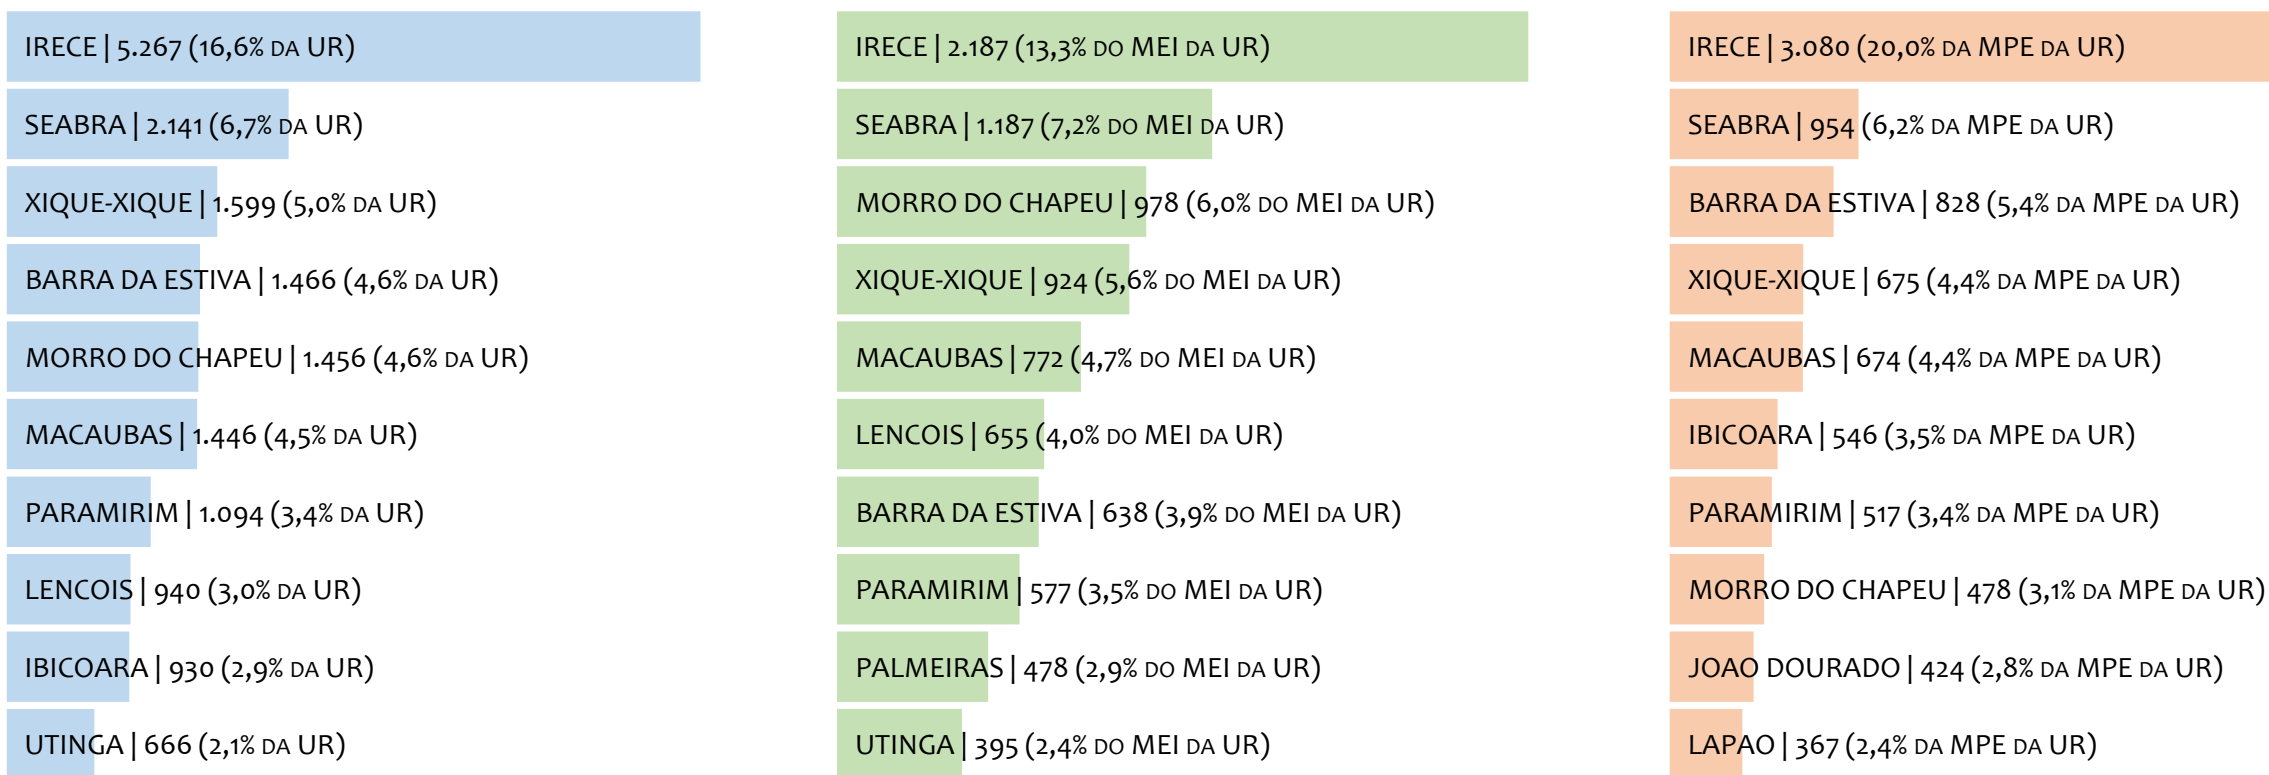 IRECE | 5.267 (16,6% DA UR)
SEABRA | 2.141 (6,7% DA UR)
XIQUE-XIQUE | 1.599 (5,0% DA UR)
BARRA DA ESTIVA | 1.466 (4,6% DA UR)
MORRO DO CHAPEU | 1.456 (4,6% DA UR)
MACAUBAS | 1.446 (4,5% DA UR)
PARAMIRIM | 1.094 (3,4% DA UR)
LENCOIS | 940 (3,0% DA UR)
IBICOARA | 930 (2,9% DA UR)
UTINGA | 666 (2,1% DA UR)
IRECE | 2.187 (13,3% DO MEI DA UR)
SEABRA | 1.187 (7,2% DO MEI DA UR)
MORRO DO CHAPEU | 978 (6,0% DO MEI DA UR)
XIQUE-XIQUE | 924 (5,6% DO MEI DA UR)
MACAUBAS | 772 (4,7% DO MEI DA UR)
LENCOIS | 655 (4,0% DO MEI DA UR)
BARRA DA ESTIVA | 638 (3,9% DO MEI DA UR)
PARAMIRIM | 577 (3,5% DO MEI DA UR)
PALMEIRAS | 478 (2,9% DO MEI DA UR)
UTINGA | 395 (2,4% DO MEI DA UR)
IRECE | 3.080 (20,0% DA MPE DA UR)
SEABRA | 954 (6,2% DA MPE DA UR)
BARRA DA ESTIVA | 828 (5,4% DA MPE DA UR)
XIQUE-XIQUE | 675 (4,4% DA MPE DA UR)
MACAUBAS | 674 (4,4% DA MPE DA UR)
IBICOARA | 546 (3,5% DA MPE DA UR)
PARAMIRIM | 517 (3,4% DA MPE DA UR)
MORRO DO CHAPEU | 478 (3,1% DA MPE DA UR)
JOAO DOURADO | 424 (2,8% DA MPE DA UR)
LAPAO | 367 (2,4% DA MPE DA UR)